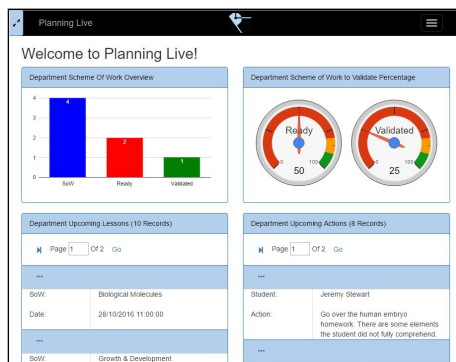 Planning Live
Welcome to Planning Live!
Department Scheme Of Work Overview
4
3
2
1
0
4
2
1
SoW
Ready
Validated
Department Scheme of Work to Validate Percentage
Ready
0
100
50
Validated
0
100
25
Department Upcoming Lessons (10 Records)
Page 1 Of 2 Go
...
SoW: Biological Molecules
Date: 28/10/2016 11:00:00
...
SoW: Growth & Development
Department Upcoming Actions (8 Records)
Page 1 Of 2 Go
...
Student: Jeremy Stewart
Action: Go over the human embryo
homework. There are some elements
the student did not fully comprehend.
...